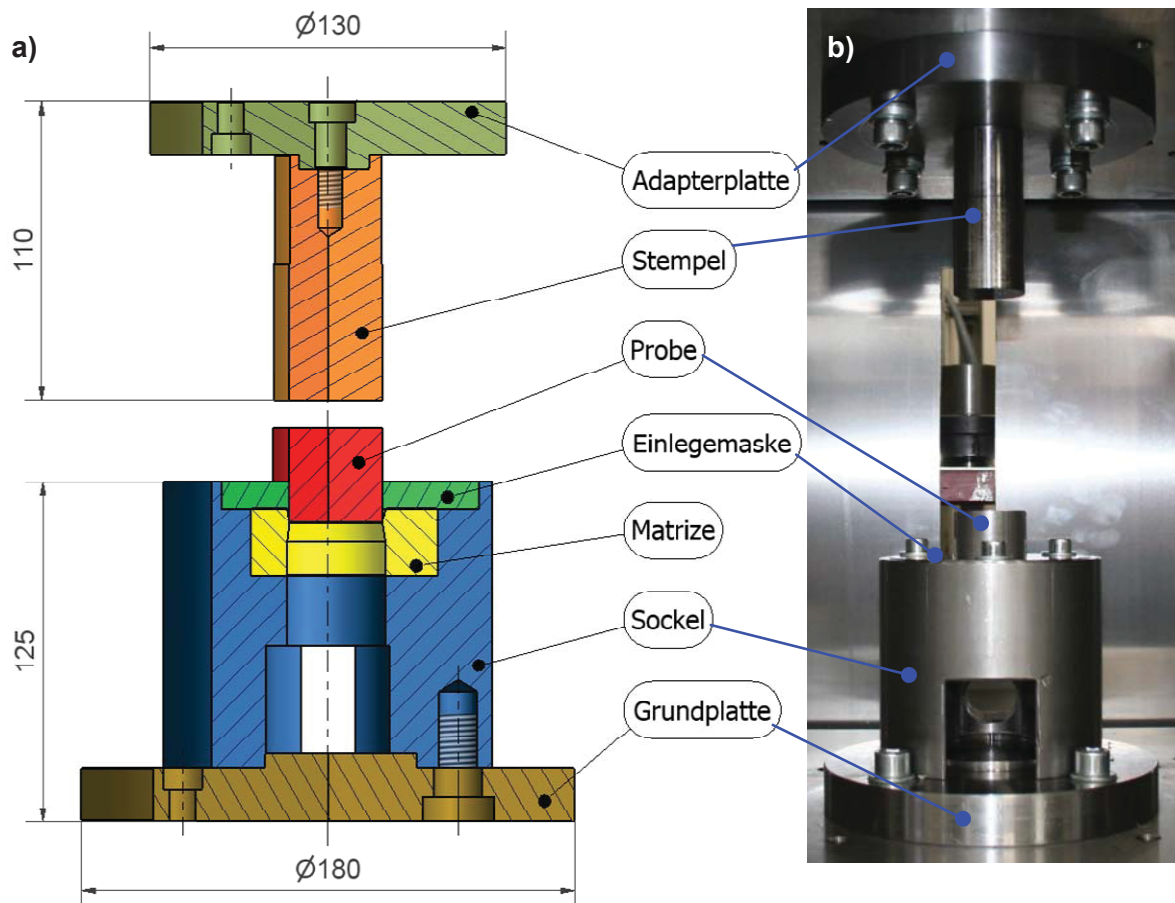 a)
Ø130
b)
110
Adapterplatte
Stempel
Probe
Einlegemaske
Matrize
Sockel
Grundplatte
125
Ø180